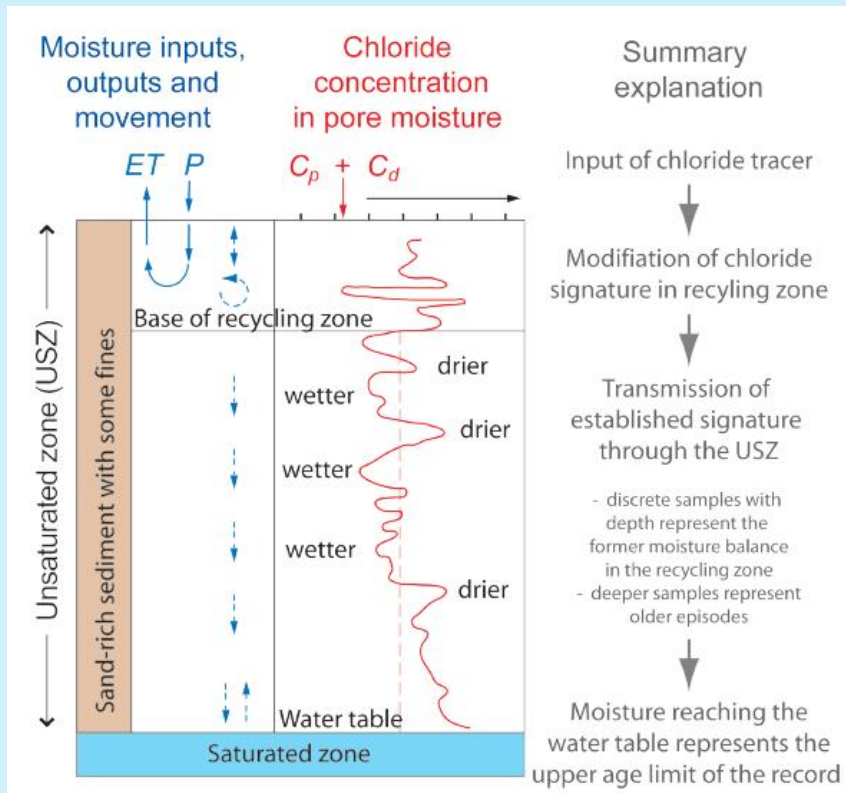 Moisture inputs,
outputs and
movement
Chloride
concentration
in pore moisture
Summary
explanation
ET P
Cp + Cd
Input of chloride tracer
Modifiation of chloride
signature in recyling zone
Base of recycling zone
Unsaturated zone (USZ)
Sand-rich sediment with some fines
drier
wetter
drier
wetter
wetter
drier
Transmission of
established signature
through the USZ
- discrete samples with
depth represent the
former moisture balance
in the recycling zone
- deeper samples represent
older episodes
Water table
Saturated zone
Moisture reaching the
water table represents the
upper age limit of the record